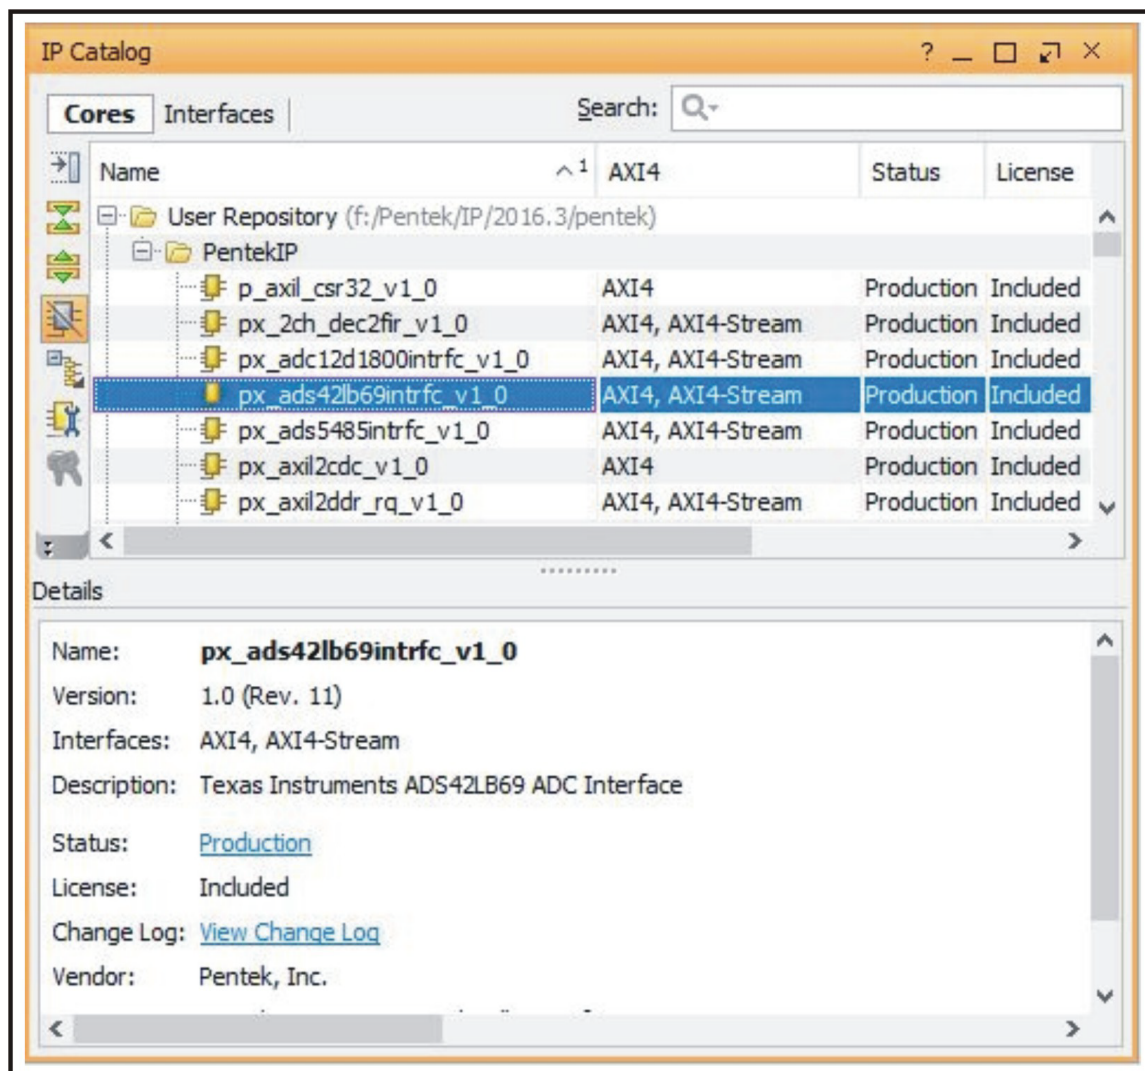 IP Catalog ? _ ×
Cores Interfaces Search:
Name 1 AXI4 Status License
User Repository (f:/Pentek/IP/2016.3/pentek)
PentekIP
p_axil_csr32_v1_0 AXI4 Production Included
px_2ch_dec2fir_v1_0 AXI4, AXI4-Stream Production Included
px_adc12d1800intrfc_v1_0 AXI4, AXI4-Stream Production Included
px_ads42lb69intrfc_v1_0 AXI4, AXI4-Stream Production Included
px_ads5485intrfc_v1_0 AXI4, AXI4-Stream Production Included
px_axil2cdc_v1_0 AXI4 Production Included
px_axil2ddr_rq_v1_0 AXI4, AXI4-Stream Production Included
Details
Name: px_ads42lb69intrfc_v1_0
Version: 1.0 (Rev. 11)
Interfaces: AXI4, AXI4-Stream
Description: Texas Instruments ADS42LB69 ADC Interface
Status: Production
License: Included
Change Log: View Change Log
Vendor: Pentek, Inc.